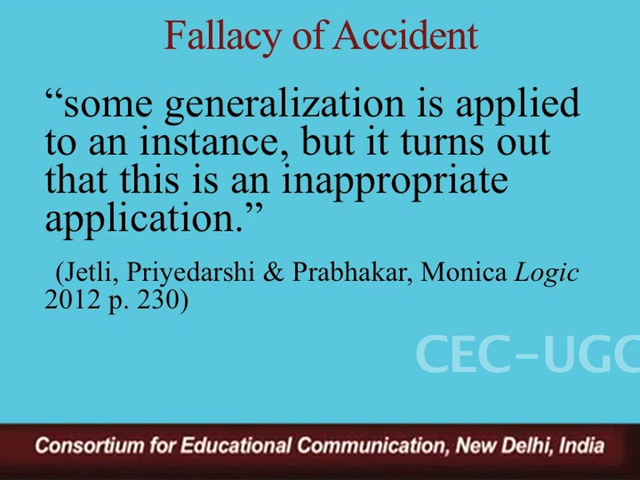 Fallacy of Accident
“some generalization is applied
to an instance, but it turns out
that this is an inappropriate
application.”
(Jetli, Priyedarshi & Prabhakar, Monica Logic
2012 p. 230)
CEC-UGC
Consortium for Educational Communication, New Delhi, India